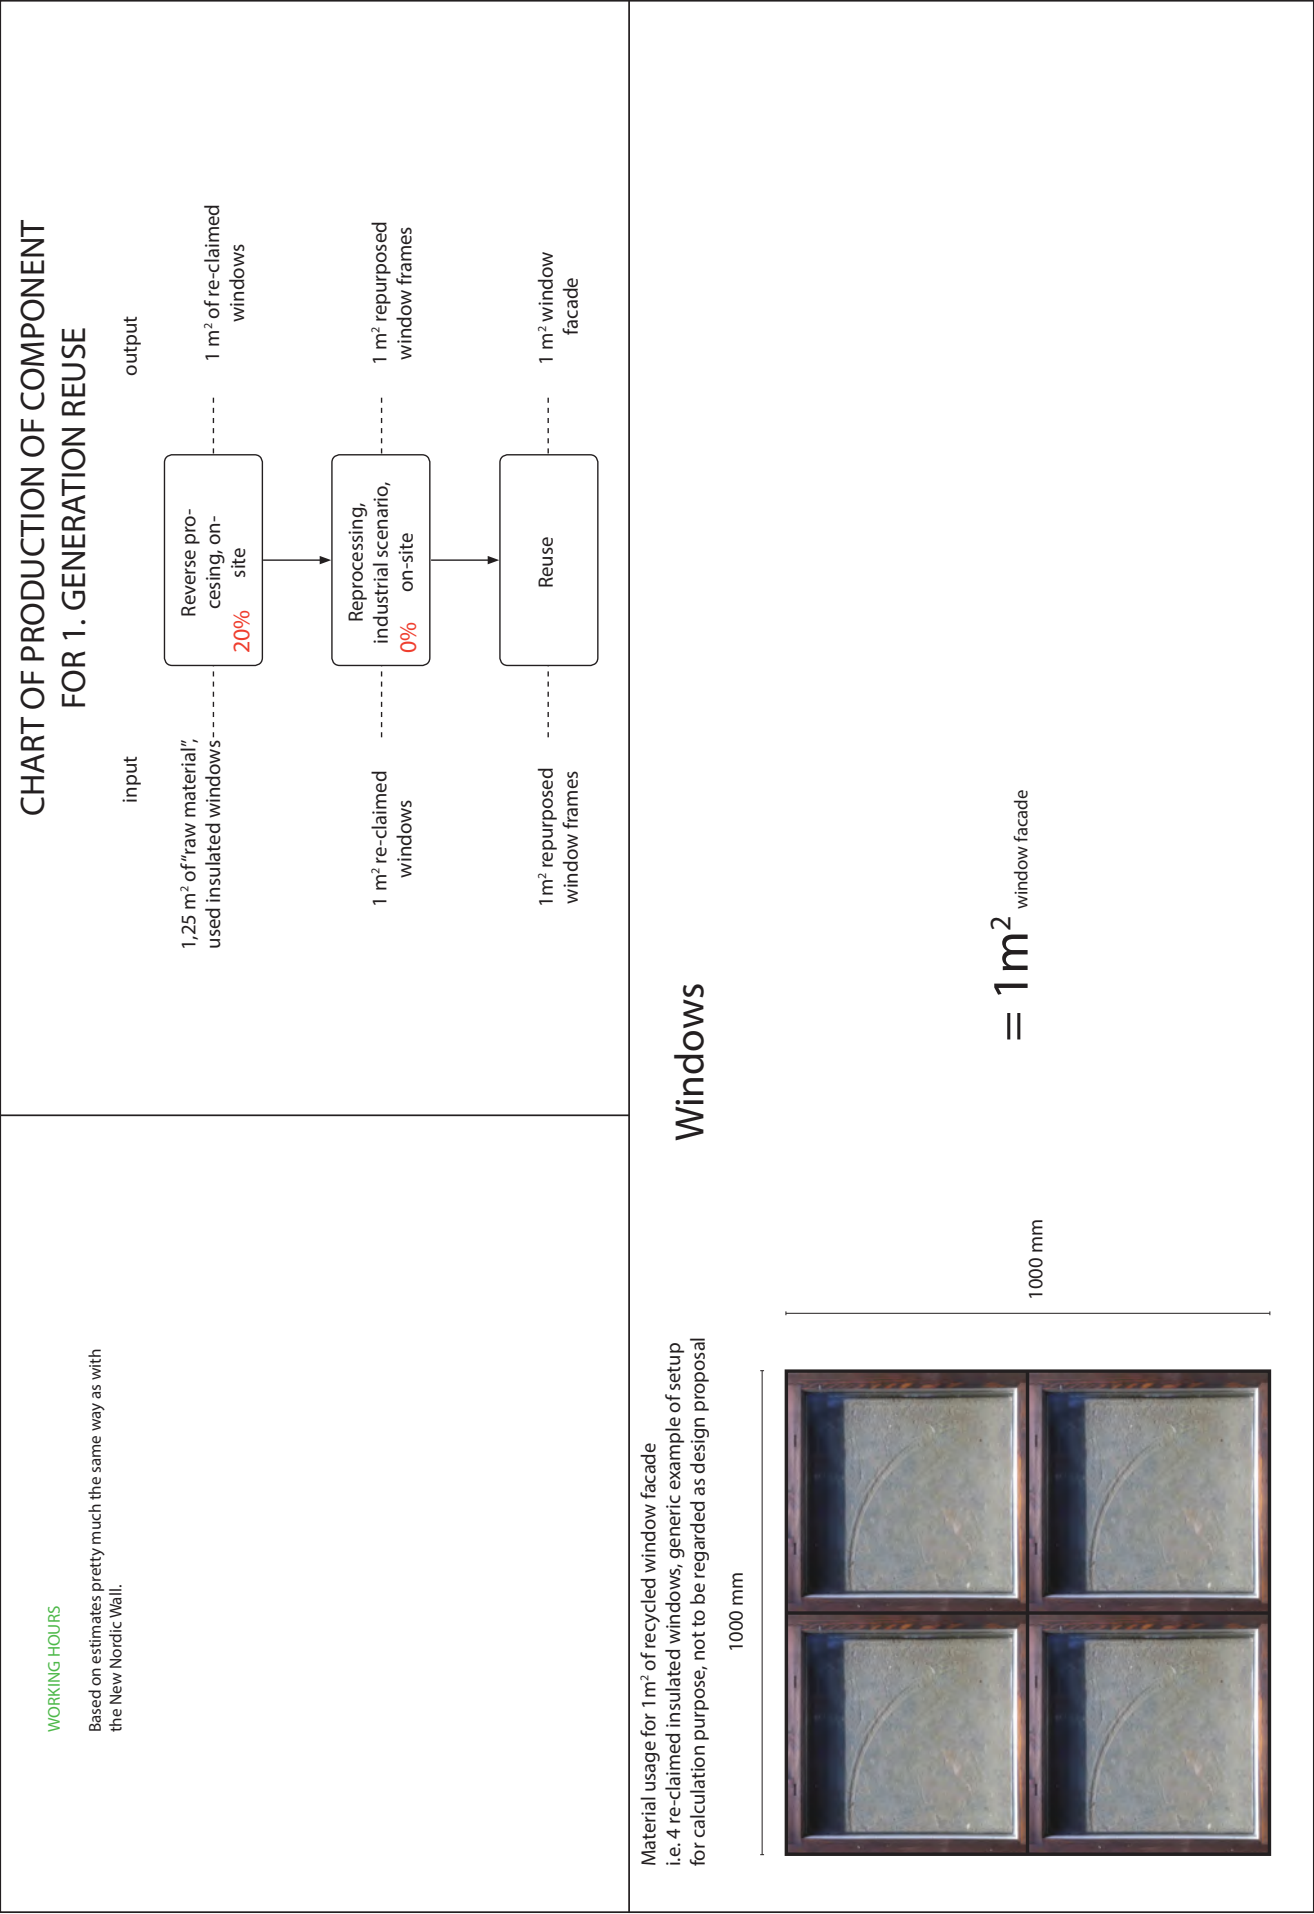 WORKING HOURS
Based on estimates pretty much the same way as with
the New Nordic Wall.
CHART OF PRODUCTION OF COMPONENT
FOR 1. GENERATION REUSE
input
output
1,25 m² of “raw material”,
used insulated windows
Reverse pro-
cesing, on-
site
20%
1 m² of re-claimed
windows
1 m² re-claimed
windows
Reprocessing,
industrial scenario,
on-site
0%
1 m² repurposed
window frames
1m² repurposed
window frames
Reuse
1 m² window
facade
Material usage for 1m² of recycled window facade
i.e. 4 re-claimed insulated windows, generic example of setup
for calculation purpose, not to be regarded as design proposal
Windows
1000 mm
1000 mm
= 1m² window facade